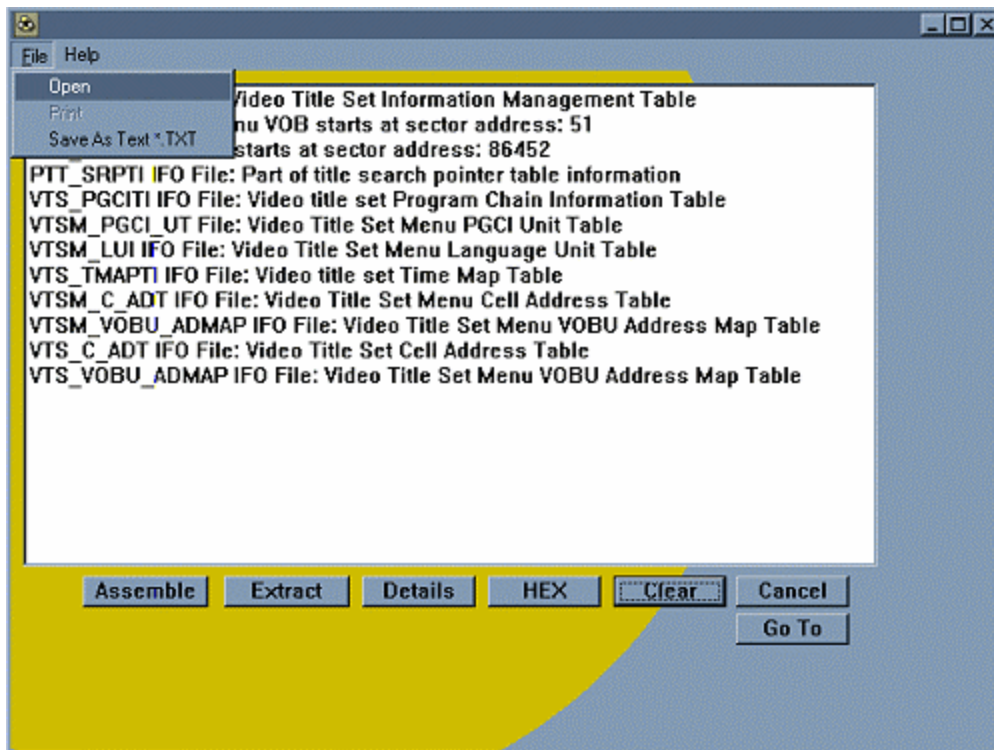 File Help
Open
Print
Save As Text *.TXT
Video Title Set Information Management Table
nu VOB starts at sector address: 51
starts at sector address: 86452
PTT_SRPTI IFO File: Part of title search pointer table information
VTS_PGCITI IFO File: Video title set Program Chain Information Table
VTSM_PGCI_UT File: Video Title Set Menu PGCI Unit Table
VTSM_LUI IFO File: Video Title Set Menu Language Unit Table
VTS_TMAPTI IFO File: Video title set Time Map Table
VTSM_C_ADT IFO File: Video Title Set Menu Cell Address Table
VTSM_VOBU_ADMAP IFO File: Video Title Set Menu VOBU Address Map Table
VTS_C_ADT IFO File: Video Title Set Cell Address Table
VTS_VOBU_ADMAP IFO File: Video Title Set Menu VOBU Address Map Table
Assemble Extract Details HEX Clear Cancel
Go To